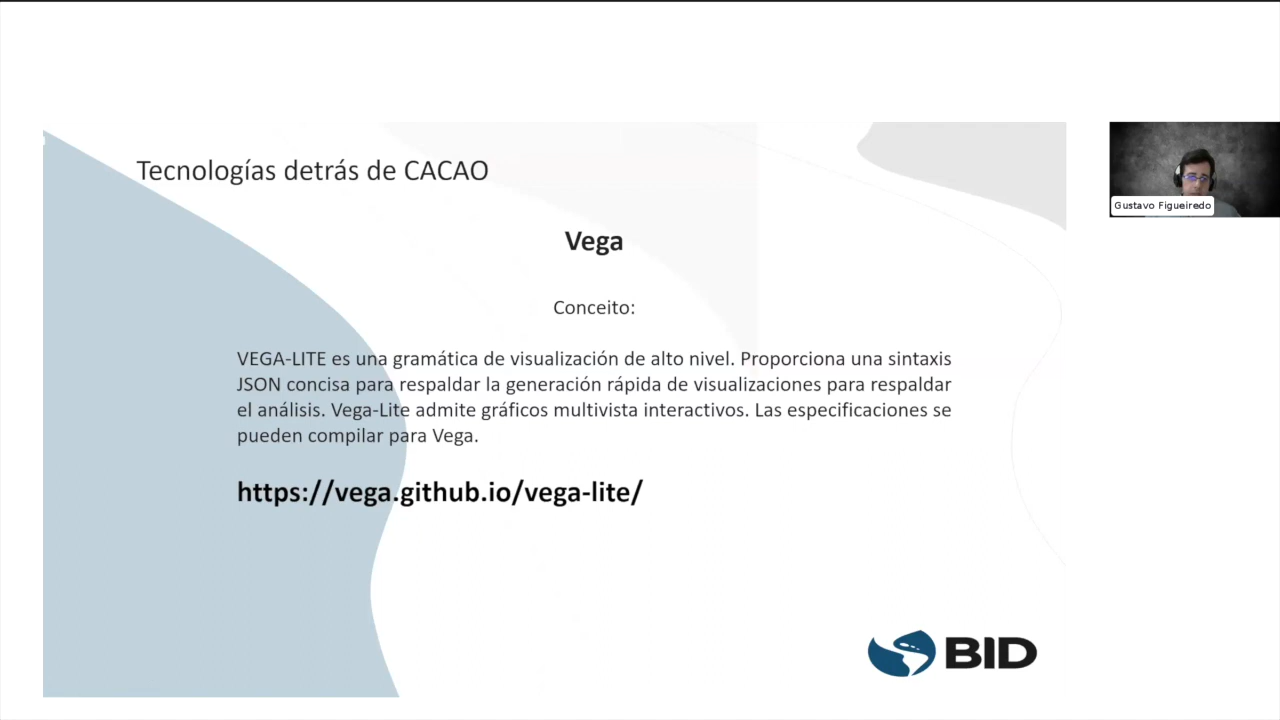 Tecnologías detrás de CACAO
Vega
Conceito:
VEGA-LITE es una gramática de visualización de alto nivel. Proporciona una sintaxis
JSON concisa para respaldar la generación rápida de visualizaciones para respaldar
el análisis. Vega-Lite admite gráficos multivista interactivos. Las especificaciones se
pueden compilar para Vega.
https://vega.github.io/vega-lite/
BID
Gustavo Figueiredo